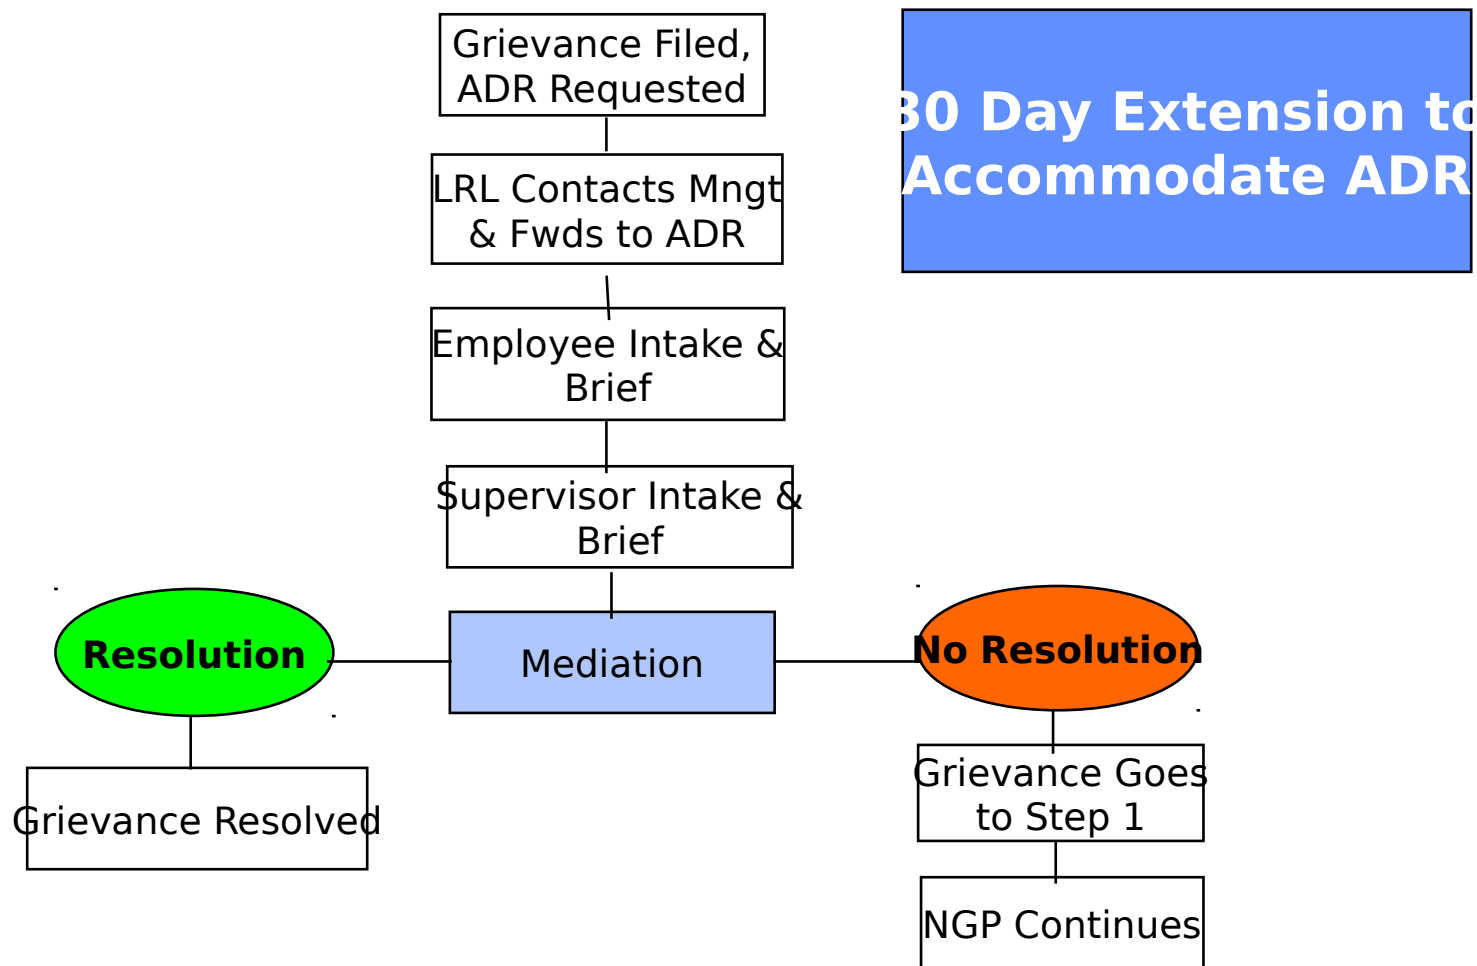 Grievance Filed,
ADR Requested
30 Day Extension to
Accommodate ADR
LRL Contacts Mngt
& Fwds to ADR
Employee Intake &
Brief
Supervisor Intake &
Brief
Resolution
Mediation
No Resolution
Grievance Resolved
Grievance Goes
to Step 1
NGP Continues